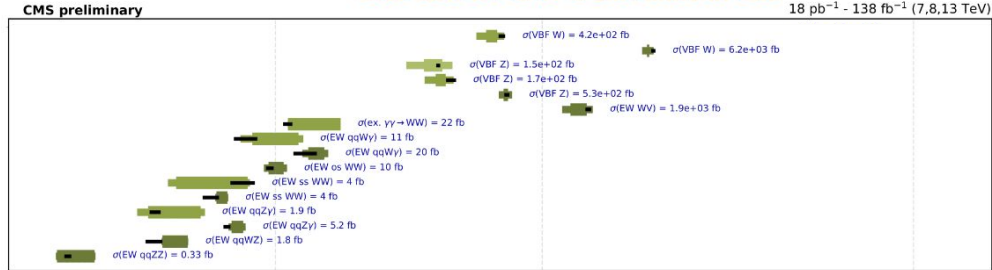 CMS preliminary
18 pb⁻¹ - 138 fb⁻¹ (7,8,13 TeV)
σ(VBF W) = 4.2e+02 fb
σ(VBF W) = 6.2e+03 fb
σ(VBF Z) = 1.5e+02 fb
σ(VBF Z) = 1.7e+02 fb
σ(VBF Z) = 5.3e+02 fb
σ(EW WV) = 1.9e+03 fb
σ(ex. γγ→WW) = 22 fb
σ(EW qqWγ) = 11 fb
σ(EW qqWγ) = 20 fb
σ(EW os WW) = 10 fb
σ(EW ss WW) = 4 fb
σ(EW ss WW) = 4 fb
σ(EW qqZγ) = 1.9 fb
σ(EW qqZγ) = 5.2 fb
σ(EW qqWZ) = 1.8 fb
σ(EW qqZZ) = 0.33 fb